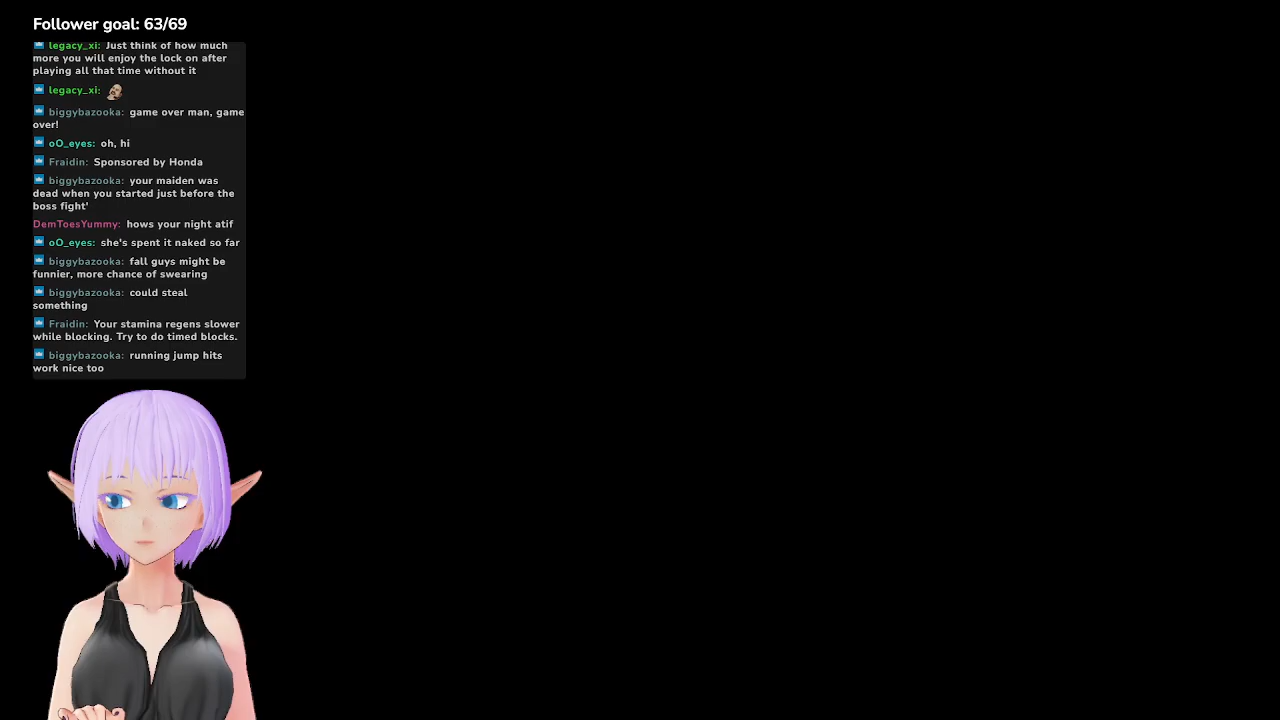 Follower goal: 63/69
legacy_xi: Just think of how much
more you will enjoy the lock on after
playing all that time without it
legacy_xi:
biggybazooka: game over man, game
over!
oO_eyes: oh, hi
Fraidin: Sponsored by Honda
biggybazooka: your maiden was
dead when you started just before the
boss fight'
DemToesYummy: hows your night atif
oO_eyes: she's spent it naked so far
biggybazooka: fall guys might be
funnier, more chance of swearing
biggybazooka: could steal
something
Fraidin: Your stamina regens slower
while blocking. Try to do timed blocks.
biggybazooka: running jump hits
work nice too